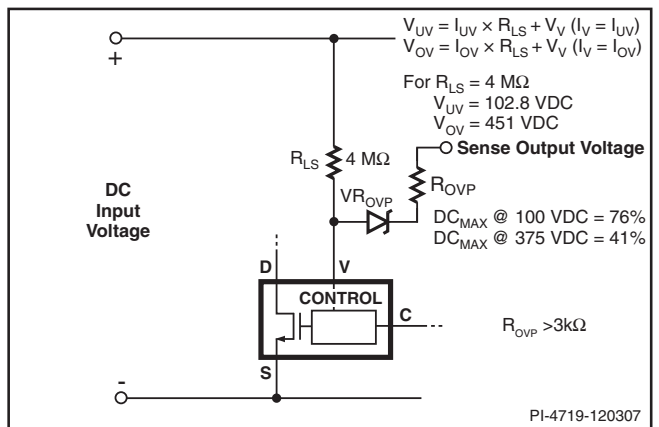 V_UV = I_UV × R_LS + V_V (I_V = I_UV)
V_OV = I_OV × R_LS + V_V (I_V = I_OV)
+
For R_LS = 4 MΩ
V_UV = 102.8 VDC
V_OV = 451 VDC
Sense Output Voltage
R_LS
4 MΩ
R_OVP
VR_OVP
DC
Input
Voltage
DC_MAX @ 100 VDC = 76%
DC_MAX @ 375 VDC = 41%
D
V
CONTROL
C
R_OVP >3kΩ
S
-
PI-4719-120307